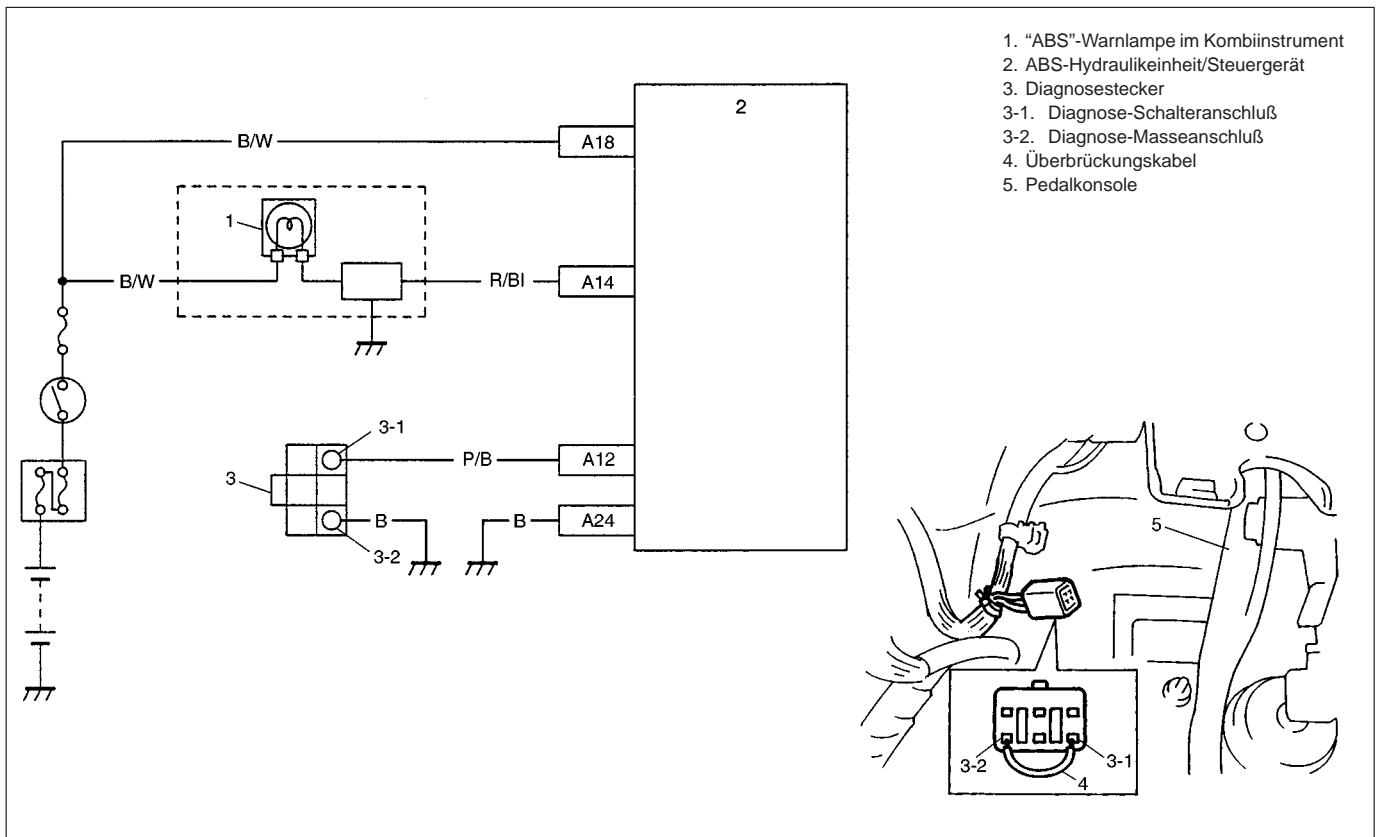 1. “ABS”-Warnlampe im Kombiinstrument
2. ABS-Hydraulikeinheit/Steuergerät
3. Diagnosestecker
3-1. Diagnose-Schalteranschluß
3-2. Diagnose-Masseanschluß
4. Überbrückungskabel
5. Pedalkonsole
2
B/W
A18
1
B/W
R/Bl
A14
3-1
P/B
A12
3
B
B
A24
3-2
5
3-2
3-1
4